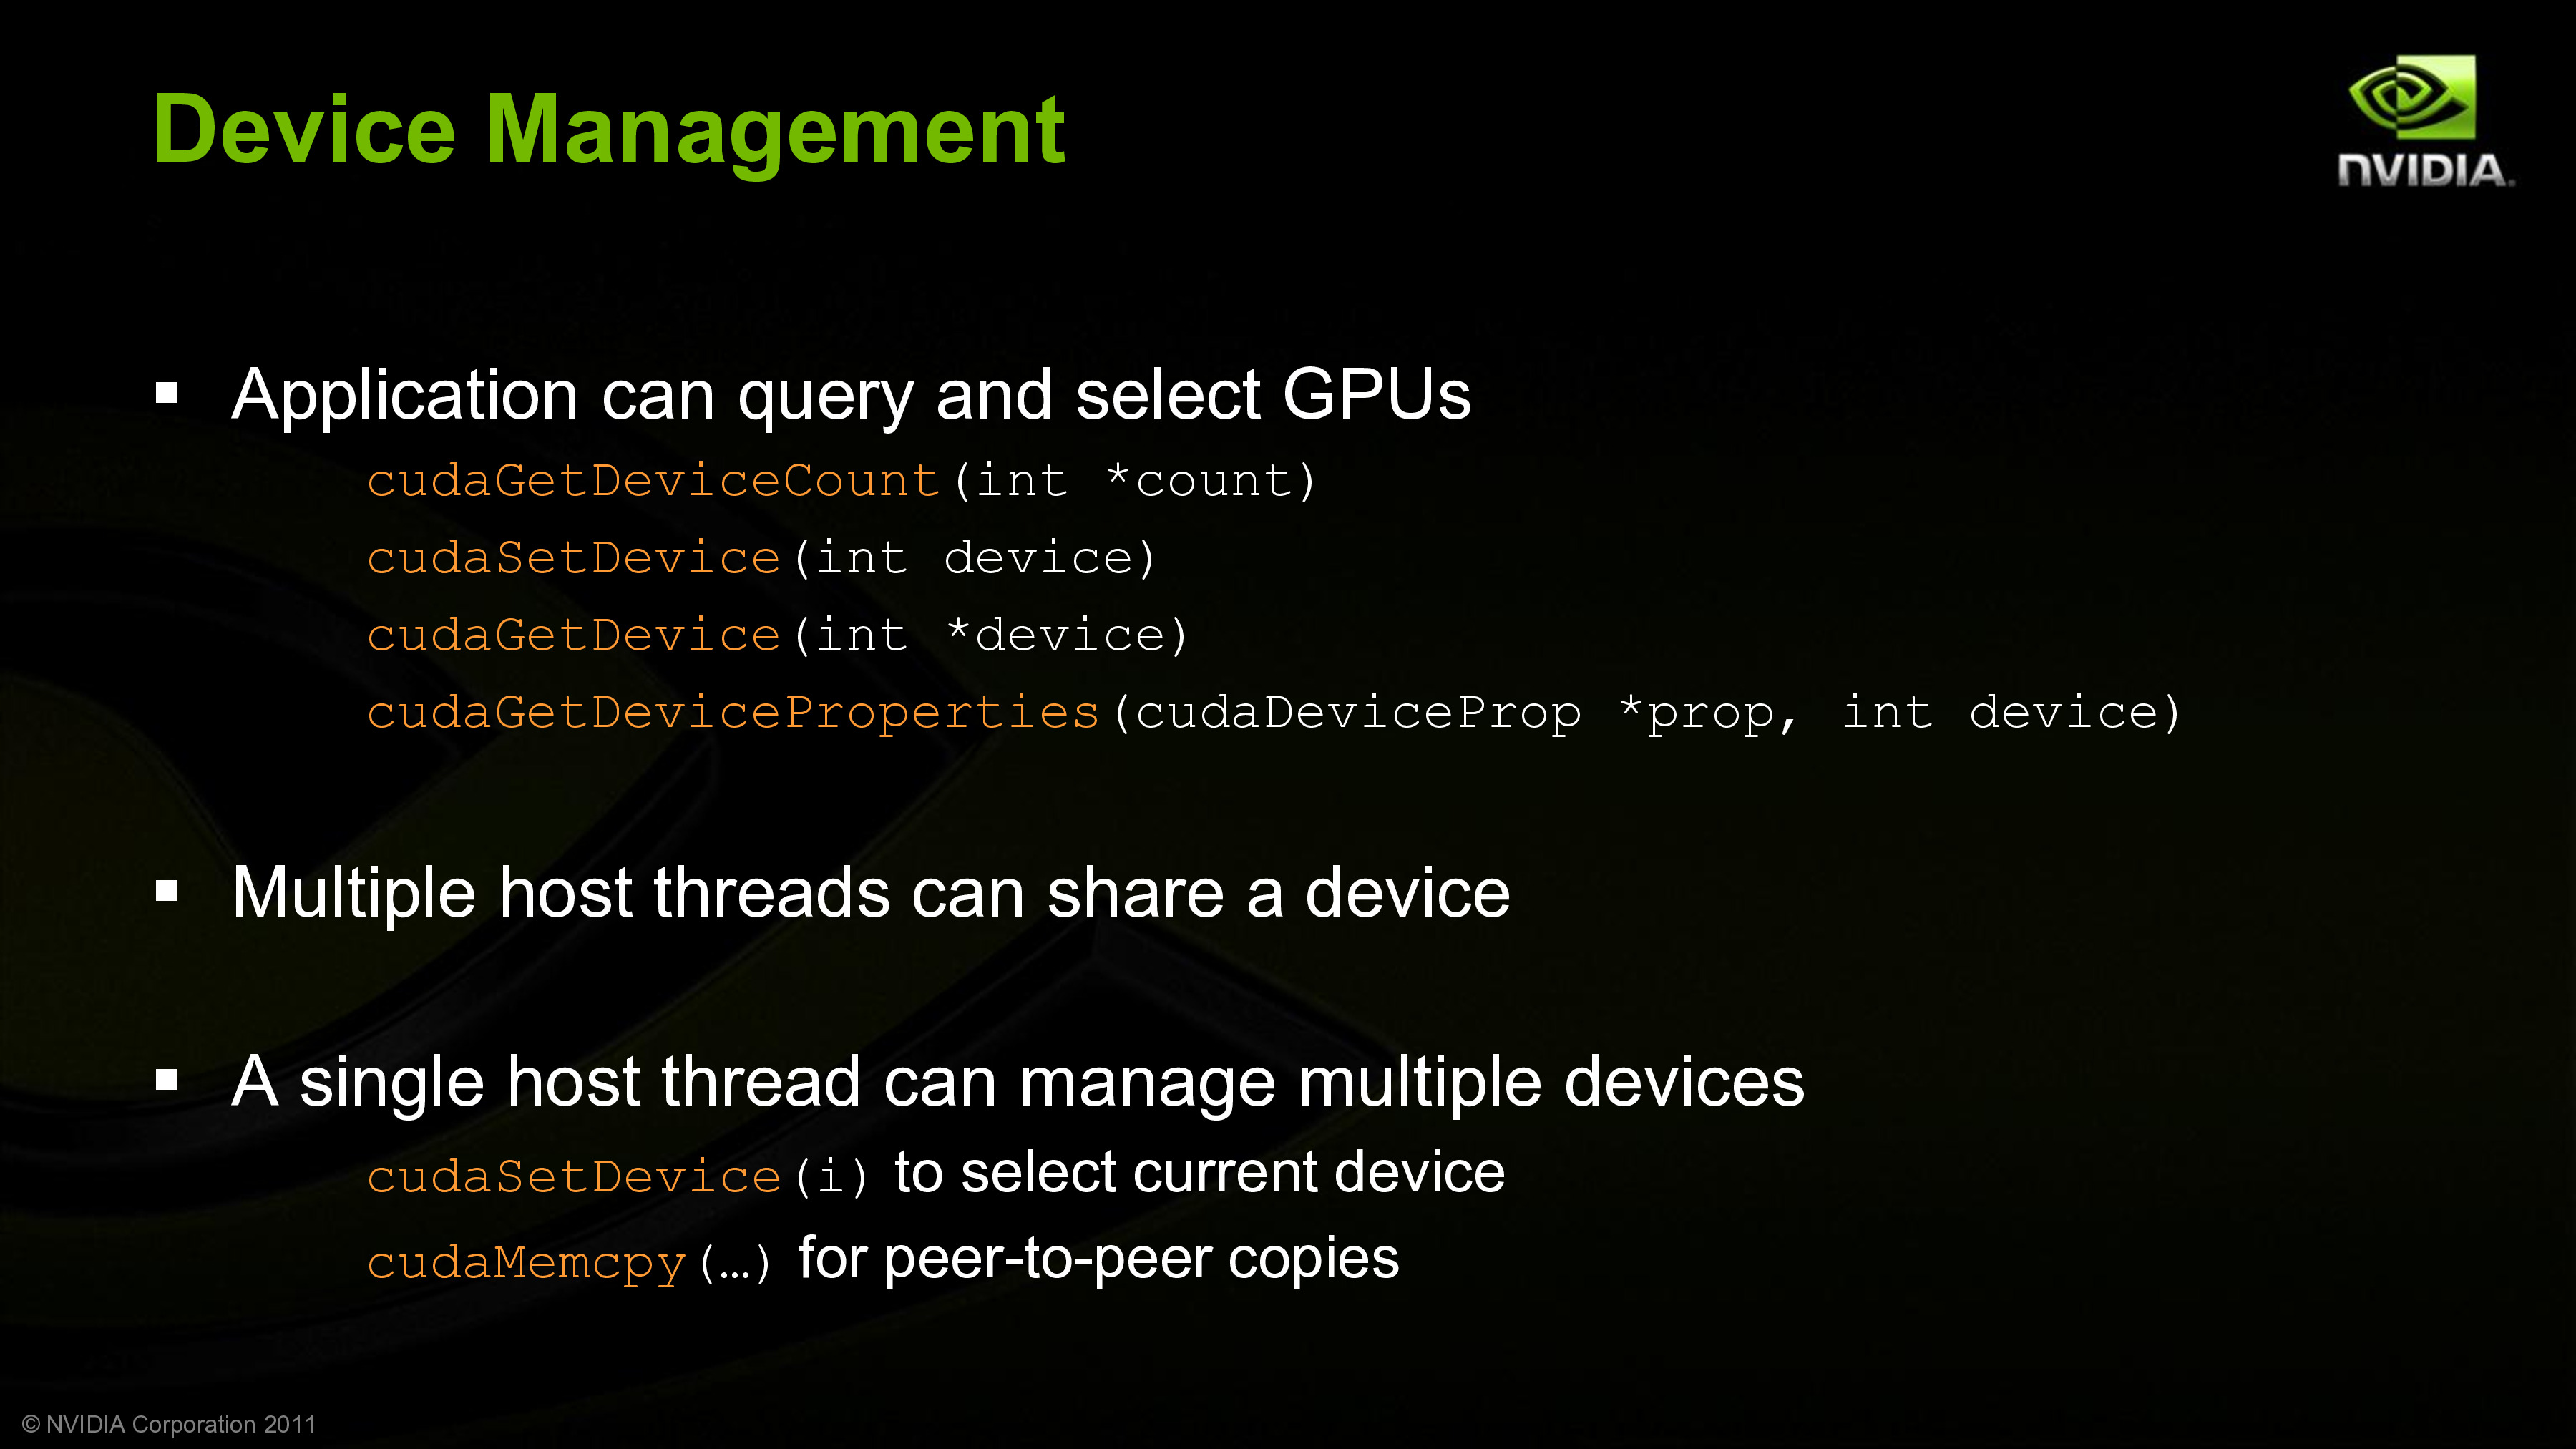 Device Management
NVIDIA.
▪ Application can query and select GPUs
cudaGetDeviceCount(int *count)
cudaSetDevice(int device)
cudaGetDevice(int *device)
cudaGetDeviceProperties(cudaDeviceProp *prop, int device)
▪ Multiple host threads can share a device
▪ A single host thread can manage multiple devices
cudaSetDevice(i) to select current device
cudaMemcpy(…) for peer-to-peer copies
© NVIDIA Corporation 2011